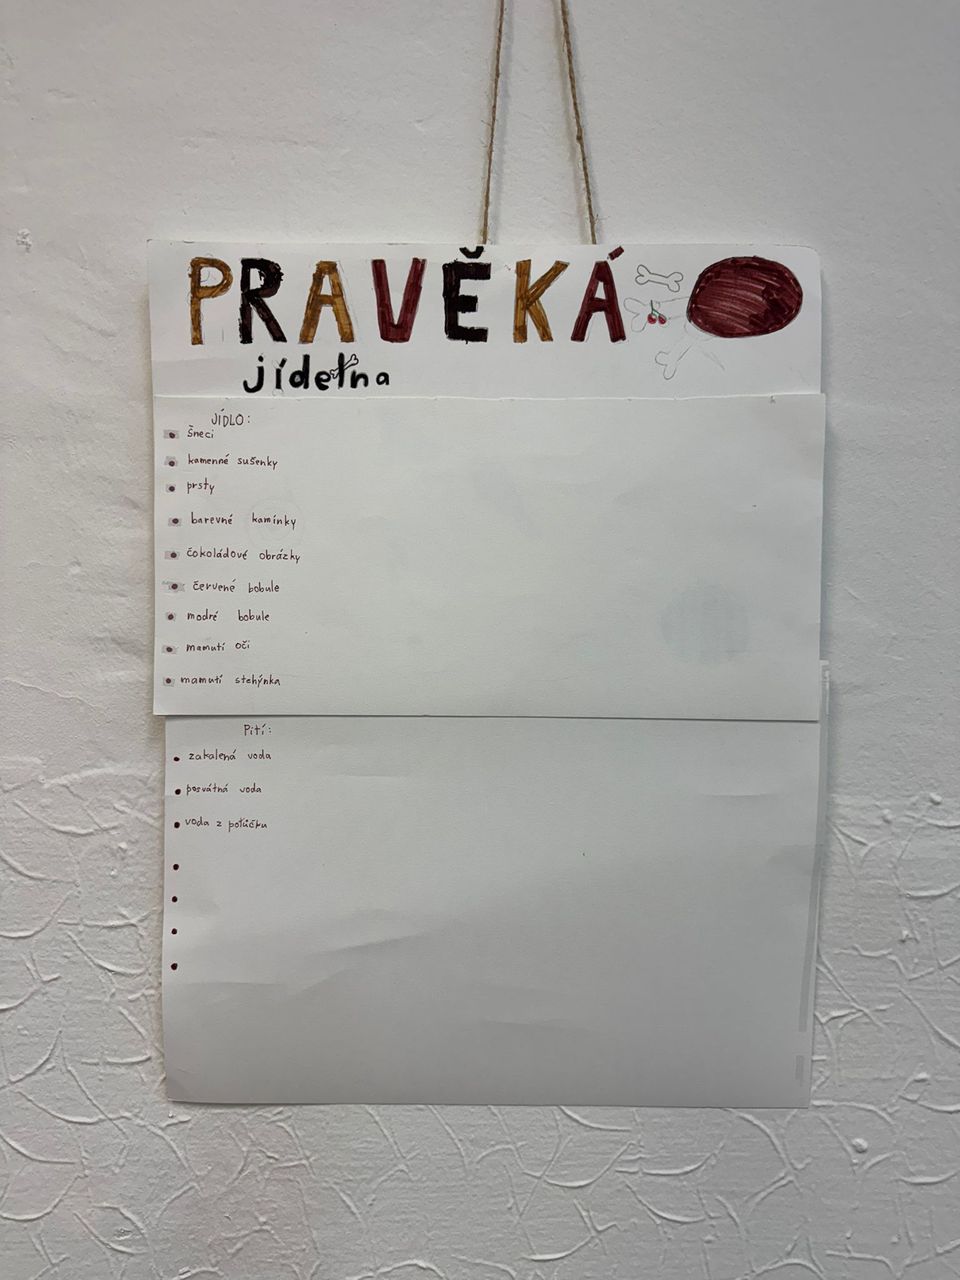 PRAVĚKÁ
jídelna
JÍDLO:
šneci
kamenné sušenky
prsty
barevné kamínky
čokoládové obrázky
červené bobule
modré bobule
mamutí oči
mamutí stehýnka
Pití:
zakalená voda
posvátná voda
voda z potůčku